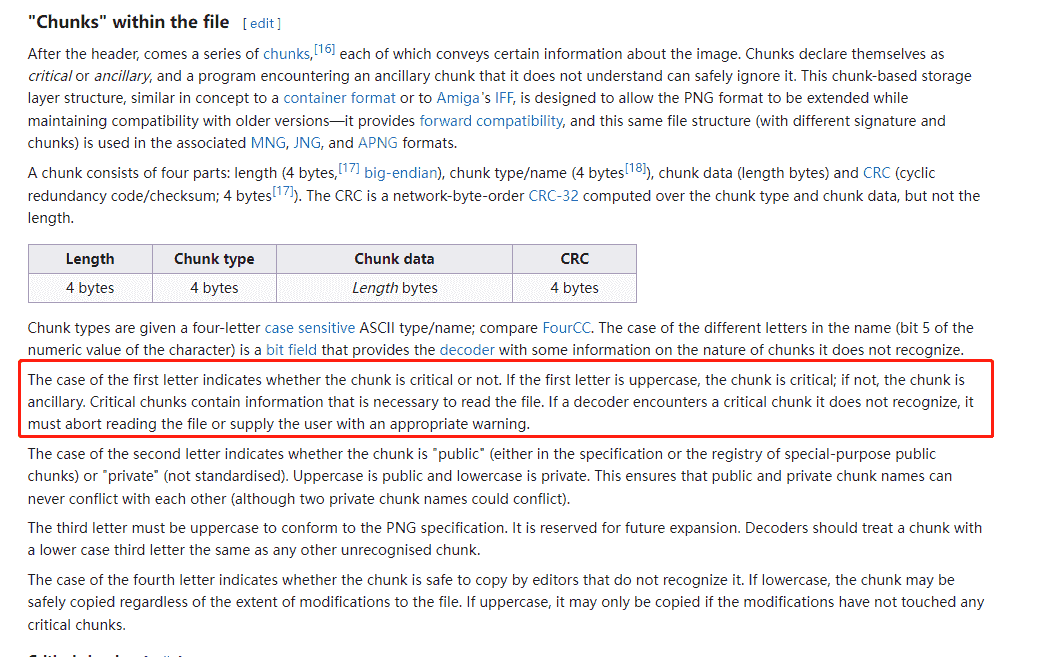 "Chunks" within the file [ edit ]
After the header, comes a series of chunks,[16] each of which conveys certain information about the image. Chunks declare themselves as
critical or ancillary, and a program encountering an ancillary chunk that it does not understand can safely ignore it. This chunk-based storage
layer structure, similar in concept to a container format or to Amiga's IFF, is designed to allow the PNG format to be extended while
maintaining compatibility with older versions—it provides forward compatibility, and this same file structure (with different signature and
chunks) is used in the associated MNG, JNG, and APNG formats.
A chunk consists of four parts: length (4 bytes,[17] big-endian), chunk type/name (4 bytes[18]), chunk data (length bytes) and CRC (cyclic
redundancy code/checksum; 4 bytes[17]). The CRC is a network-byte-order CRC-32 computed over the chunk type and chunk data, but not the
length.
Length Chunk type Chunk data CRC
4 bytes 4 bytes Length bytes 4 bytes
Chunk types are given a four-letter case sensitive ASCII type/name; compare FourCC. The case of the different letters in the name (bit 5 of the
numeric value of the character) is a bit field that provides the decoder with some information on the nature of chunks it does not recognize.
The case of the first letter indicates whether the chunk is critical or not. If the first letter is uppercase, the chunk is critical; if not, the chunk is
ancillary. Critical chunks contain information that is necessary to read the file. If a decoder encounters a critical chunk it does not recognize, it
must abort reading the file or supply the user with an appropriate warning.
The case of the second letter indicates whether the chunk is "public" (either in the specification or the registry of special-purpose public
chunks) or "private" (not standardised). Uppercase is public and lowercase is private. This ensures that public and private chunk names can
never conflict with each other (although two private chunk names could conflict).
The third letter must be uppercase to conform to the PNG specification. It is reserved for future expansion. Decoders should treat a chunk with
a lower case third letter the same as any other unrecognised chunk.
The case of the fourth letter indicates whether the chunk is safe to copy by editors that do not recognize it. If lowercase, the chunk may be
safely copied regardless of the extent of modifications to the file. If uppercase, it may only be copied if the modifications have not touched any
critical chunks.